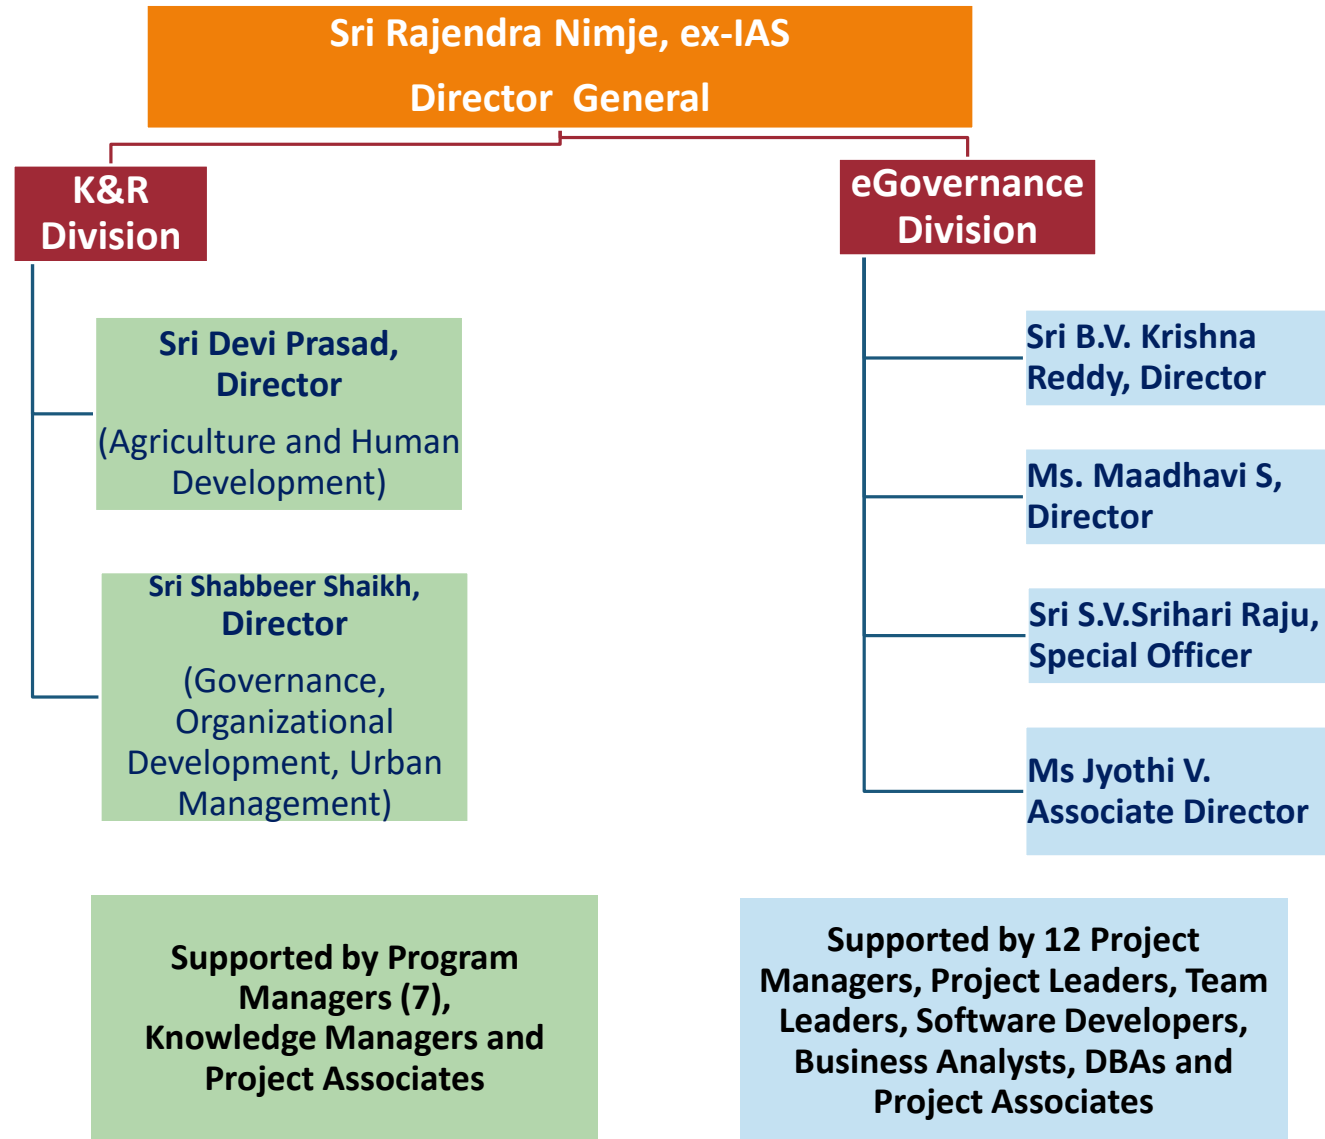 Sri Rajendra Nimje, ex-IAS
Director General
K&R
Division
Sri Devi Prasad,
Director
(Agriculture and Human
Development)
Sri Shabbeer Shaikh,
Director
(Governance,
Organizational
Development, Urban
Management)
Supported by Program
Managers (7),
Knowledge Managers and
Project Associates
eGovernance
Division
Sri B.V. Krishna
Reddy, Director
Ms. Maadhavi S,
Director
Sri S.V.Srihari Raju,
Special Officer
Ms Jyothi V.
Associate Director
Supported by 12 Project
Managers, Project Leaders, Team
Leaders, Software Developers,
Business Analysts, DBAs and
Project Associates